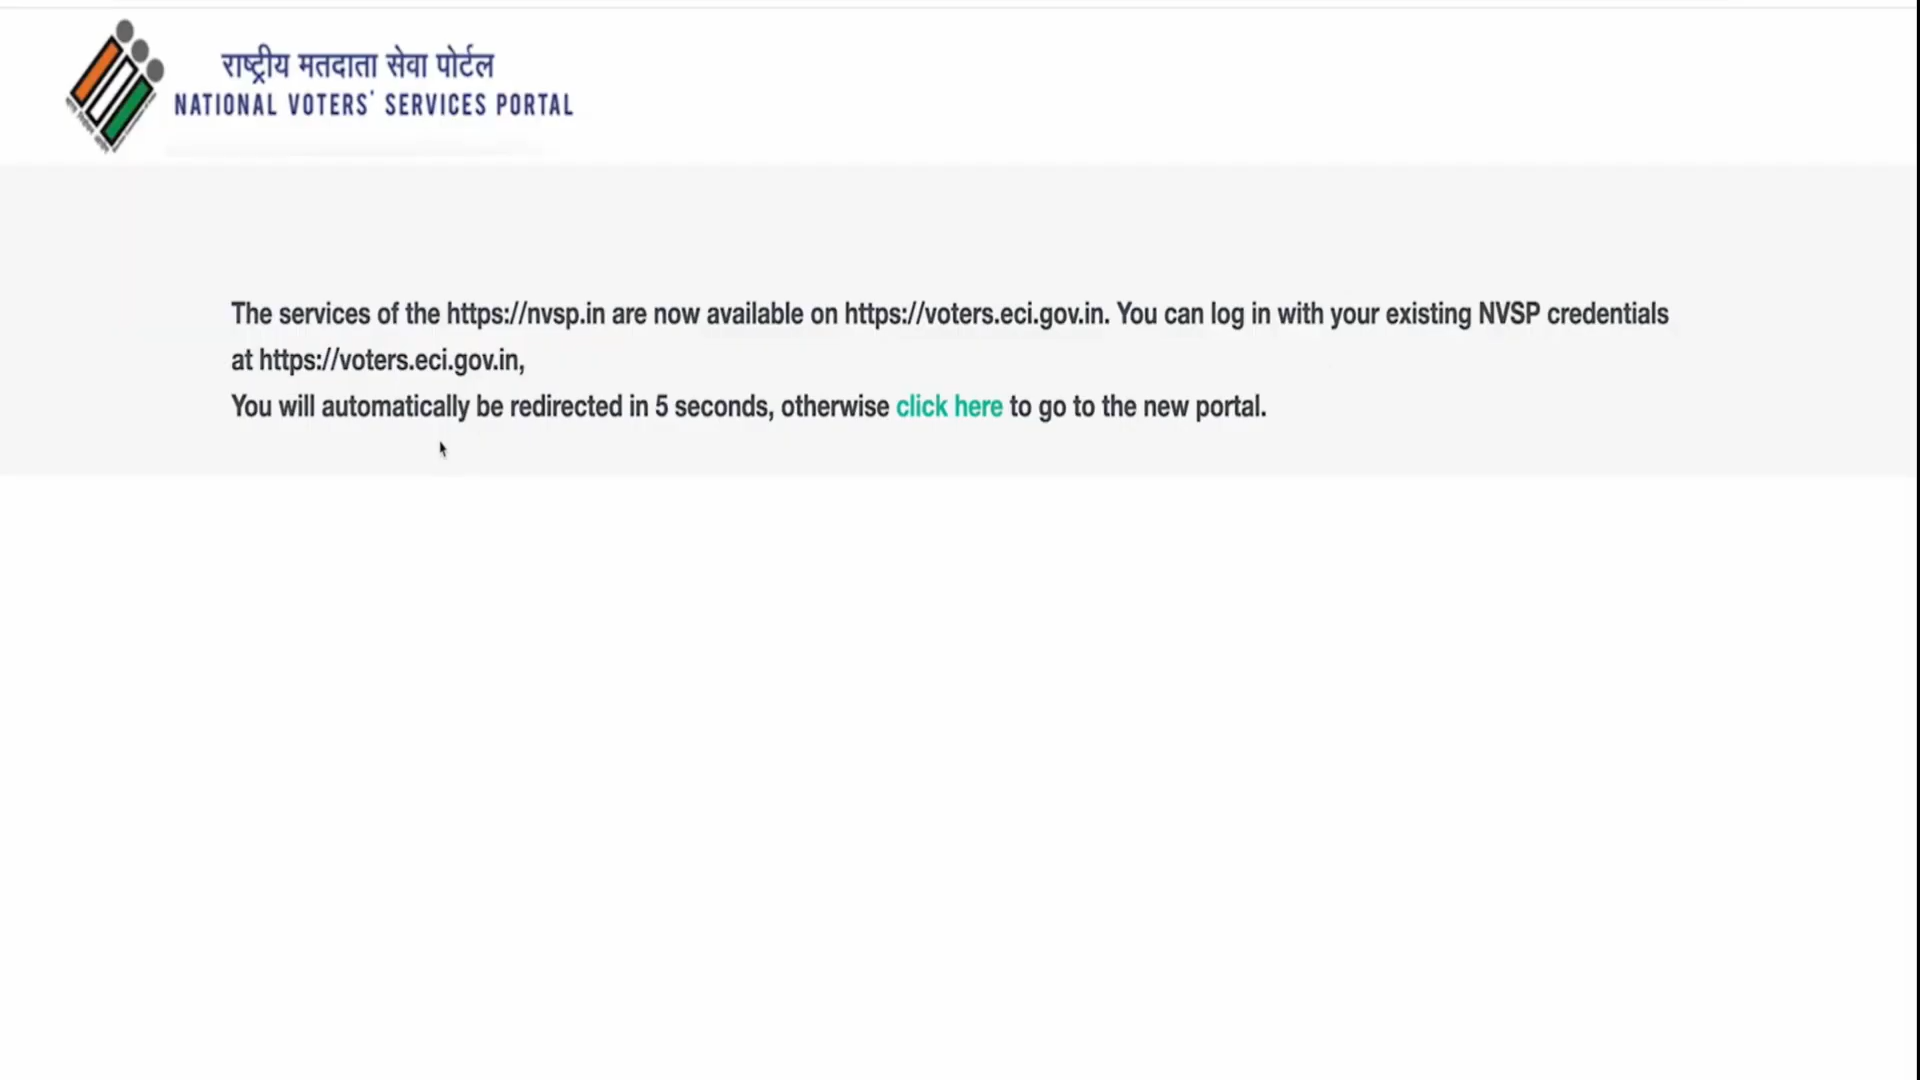 राष्ट्रीय मतदाता सेवा पोर्टल
NATIONAL VOTERS' SERVICES PORTAL
The services of the https://nvsp.in are now available on https://voters.eci.gov.in. You can log in with your existing NVSP credentials
at https://voters.eci.gov.in,
You will automatically be redirected in 5 seconds, otherwise click here to go to the new portal.